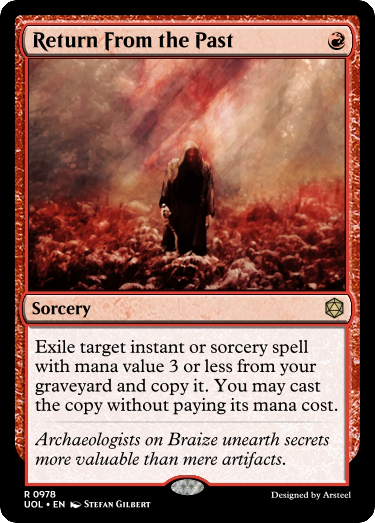 Return From the Past
Sorcery
Exile target instant or sorcery spell
with mana value 3 or less from your
graveyard and copy it. You may cast
the copy without paying its mana cost.
Archaeologists on Braize unearth secrets
more valuable than mere artifacts.
R 0978
UOL • EN Stefan Gilbert
Designed by Arsteel